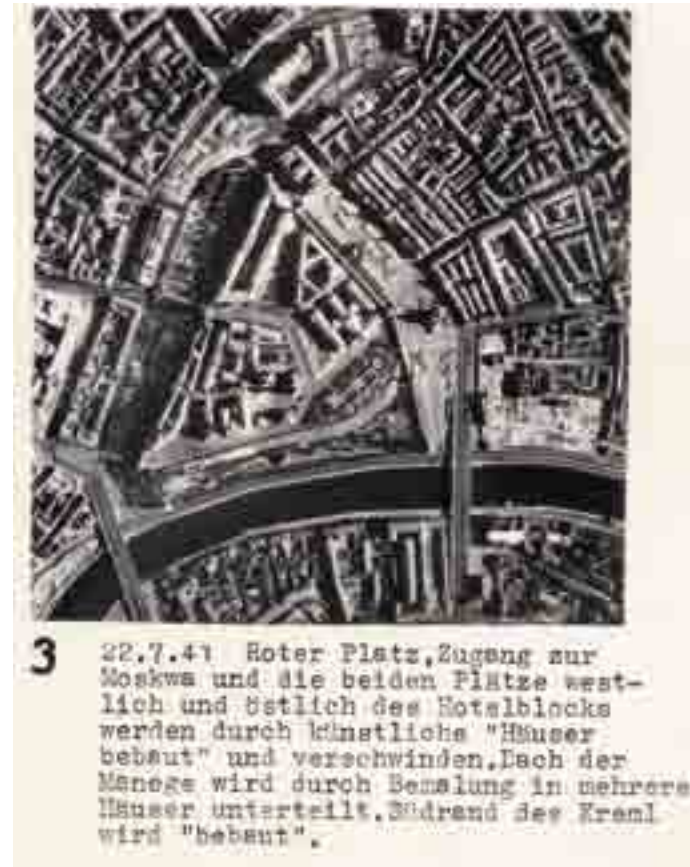 3
22.7.41 Roter Platz,Zugang zur
Moskwa und die beiden Plätze west-
lich und östlich des Hotelblocks
werden durch künstliche "Häuser
bebaut" und verschwinden.Dach der
Manege wird durch Bemalung in mehrere
Häuser unterteilt.Südrand des Kreml
wird "bebaut".